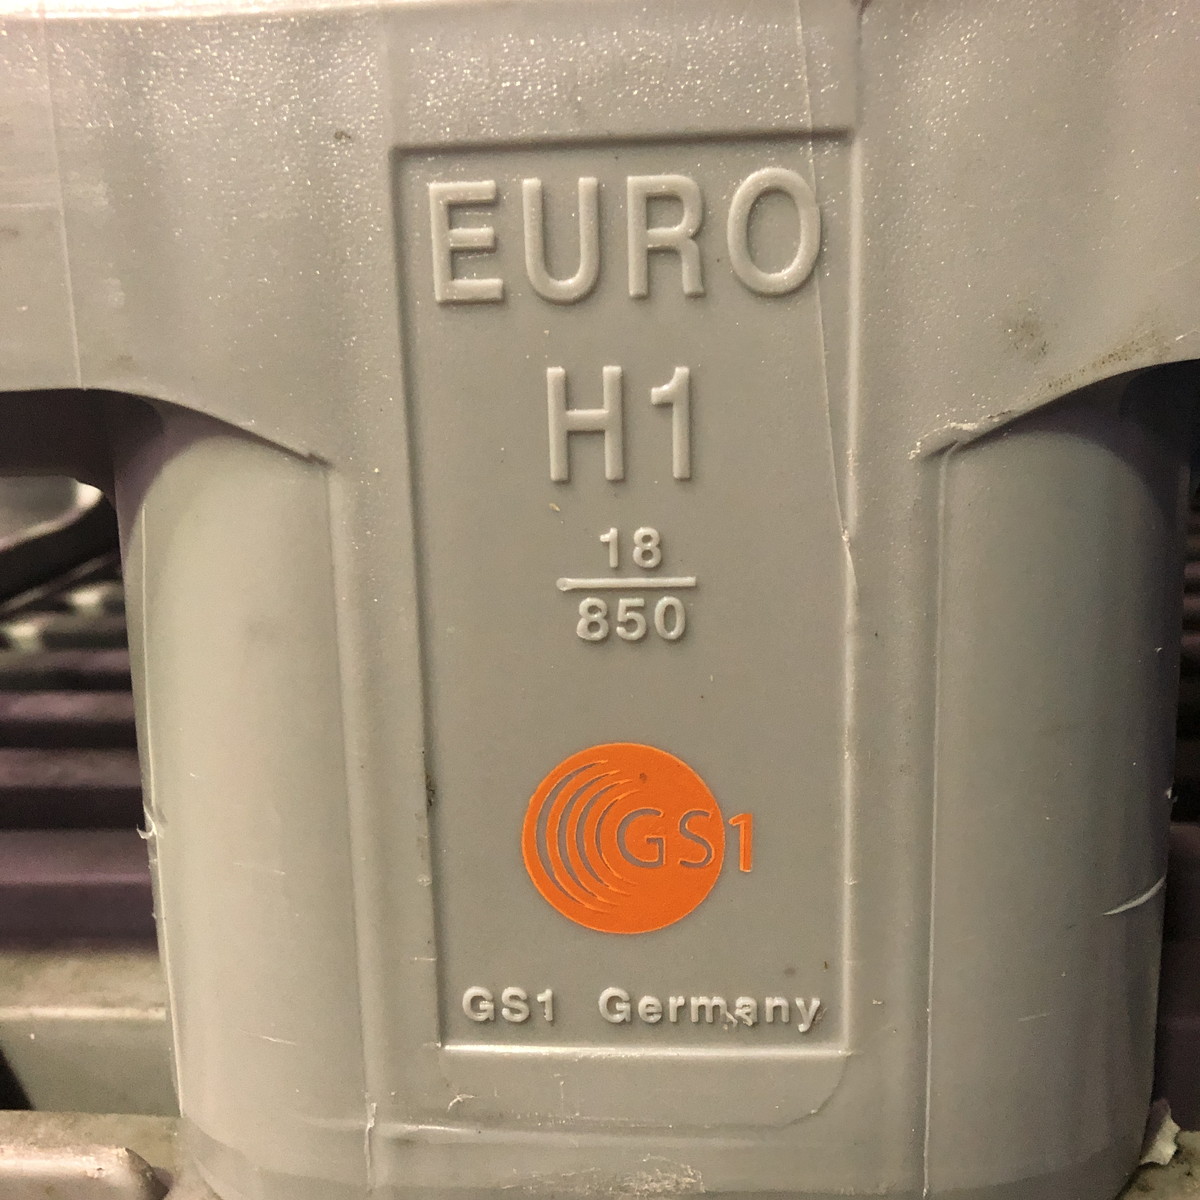 EURO
H1
18
850
GS1
GS1 Germany